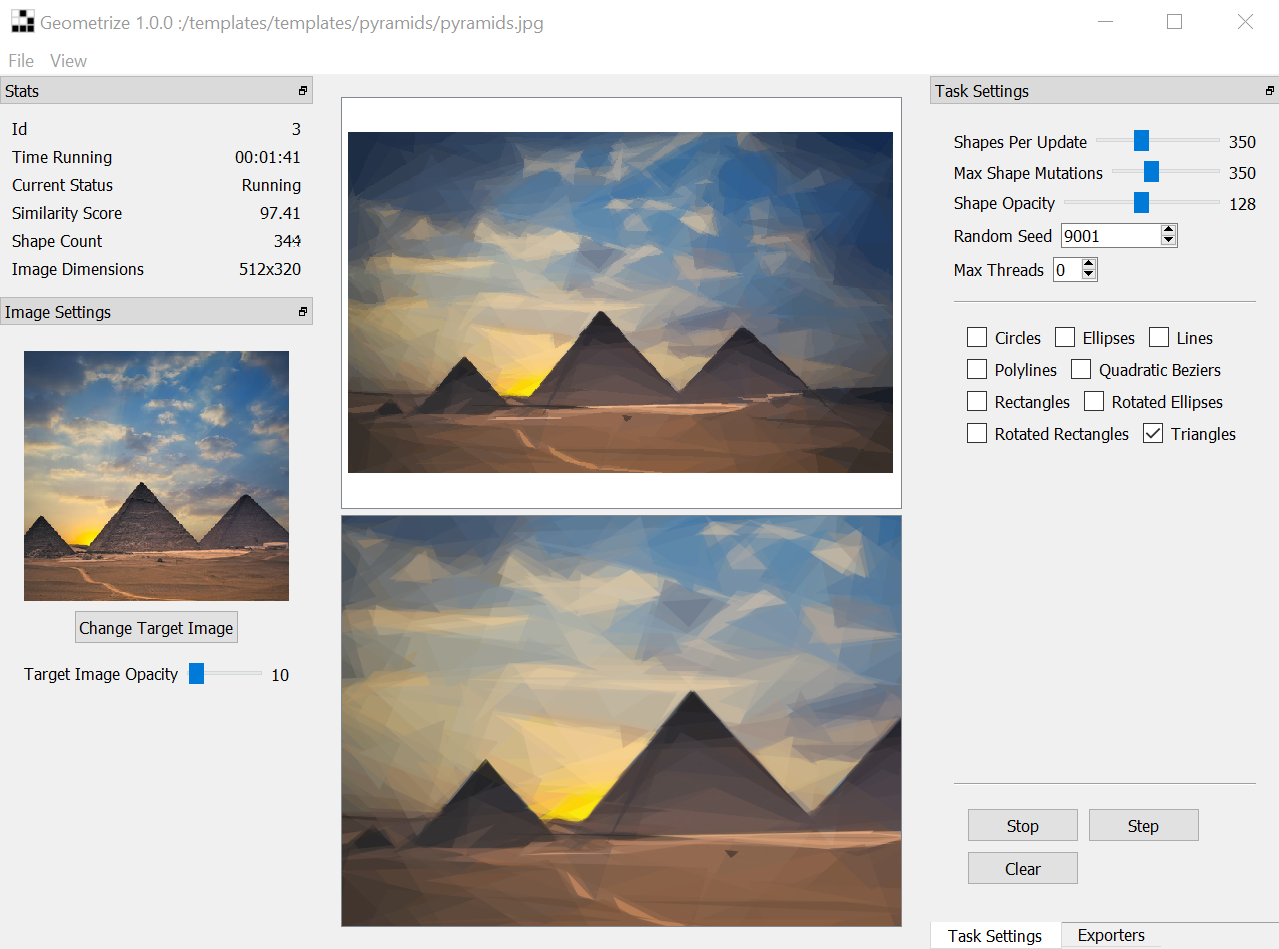 Geometrize 1.0.0 :/templates/templates/pyramids/pyramids.jpg
File View
Stats
Id 3
Time Running 00:01:41
Current Status Running
Similarity Score 97.41
Shape Count 344
Image Dimensions 512x320
Image Settings
Change Target Image
Target Image Opacity 10
Task Settings
Shapes Per Update 350
Max Shape Mutations 350
Shape Opacity 128
Random Seed 9001
Max Threads 0
Circles Ellipses Lines
Polylines Quadratic Beziers
Rectangles Rotated Ellipses
Rotated Rectangles Triangles
Stop Step
Clear
Task Settings Exporters